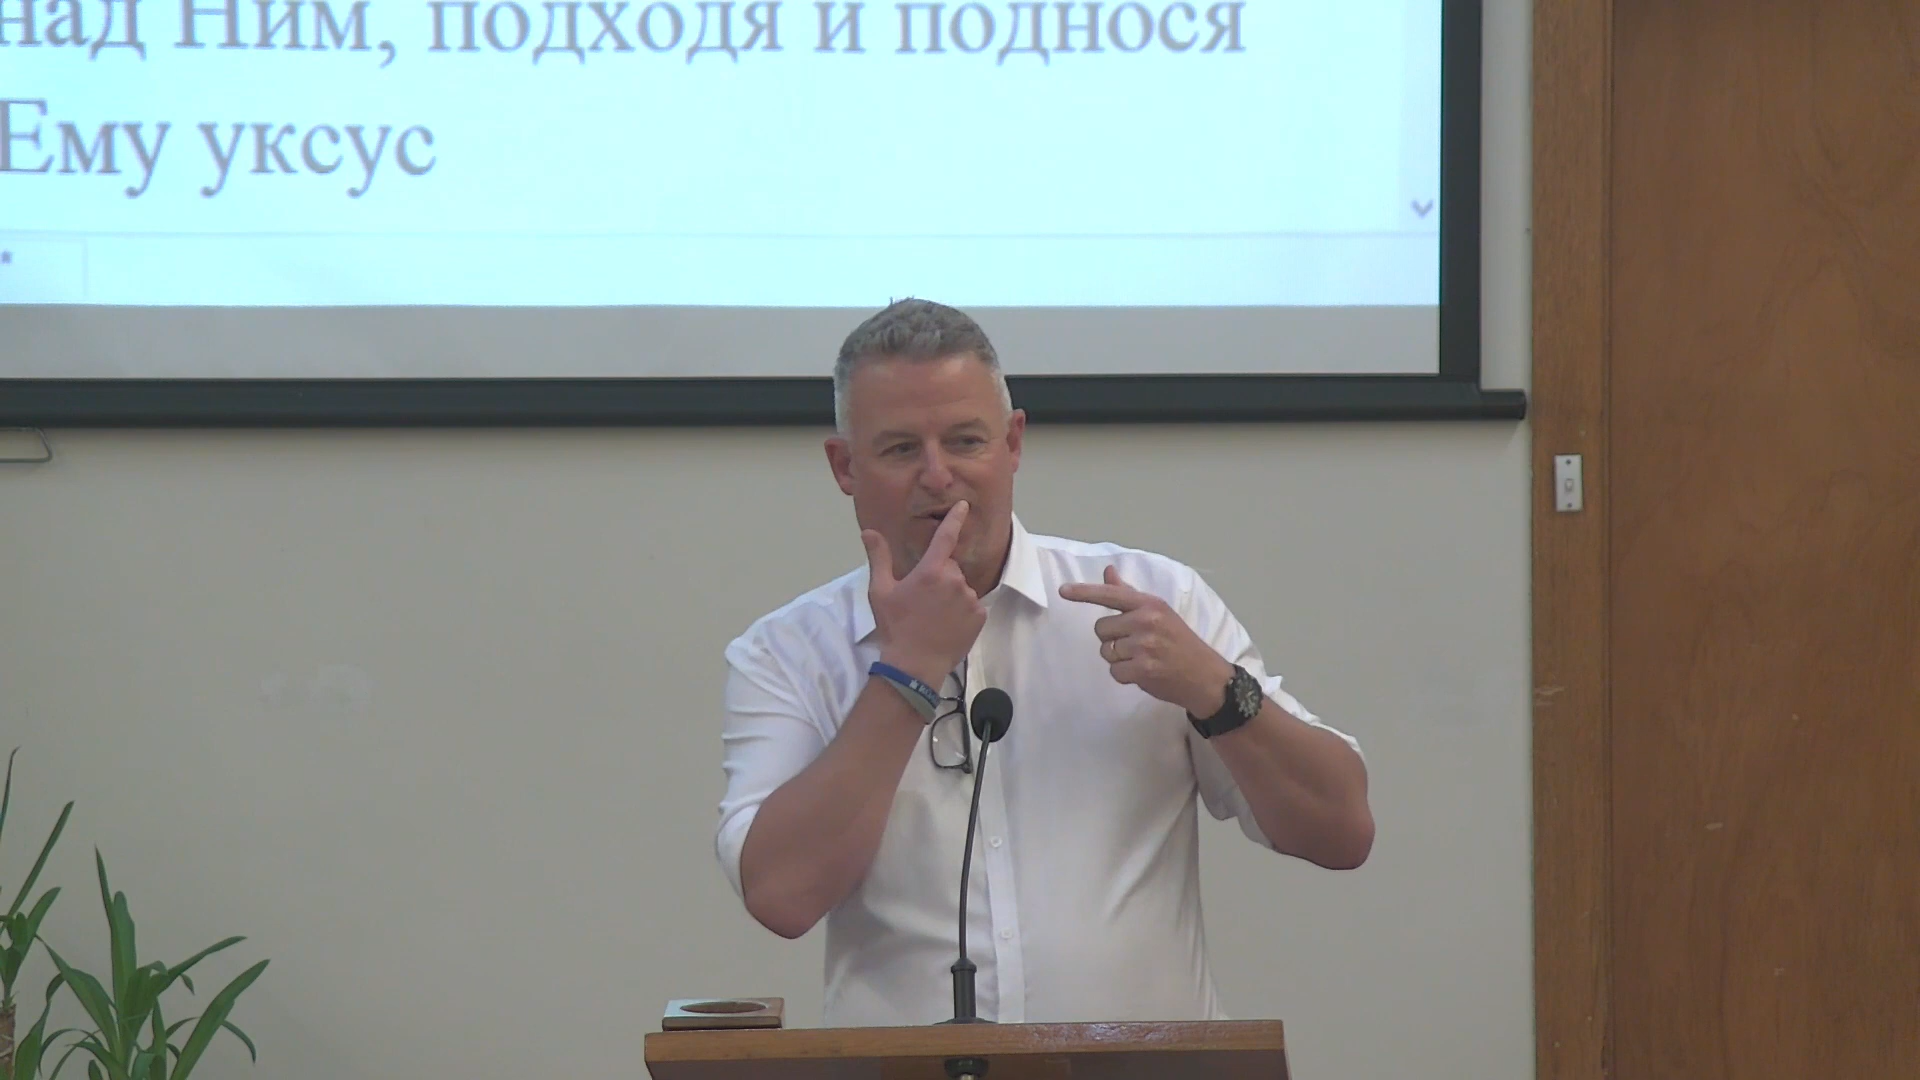 над Ним, подходя и поднося
Ему уксус